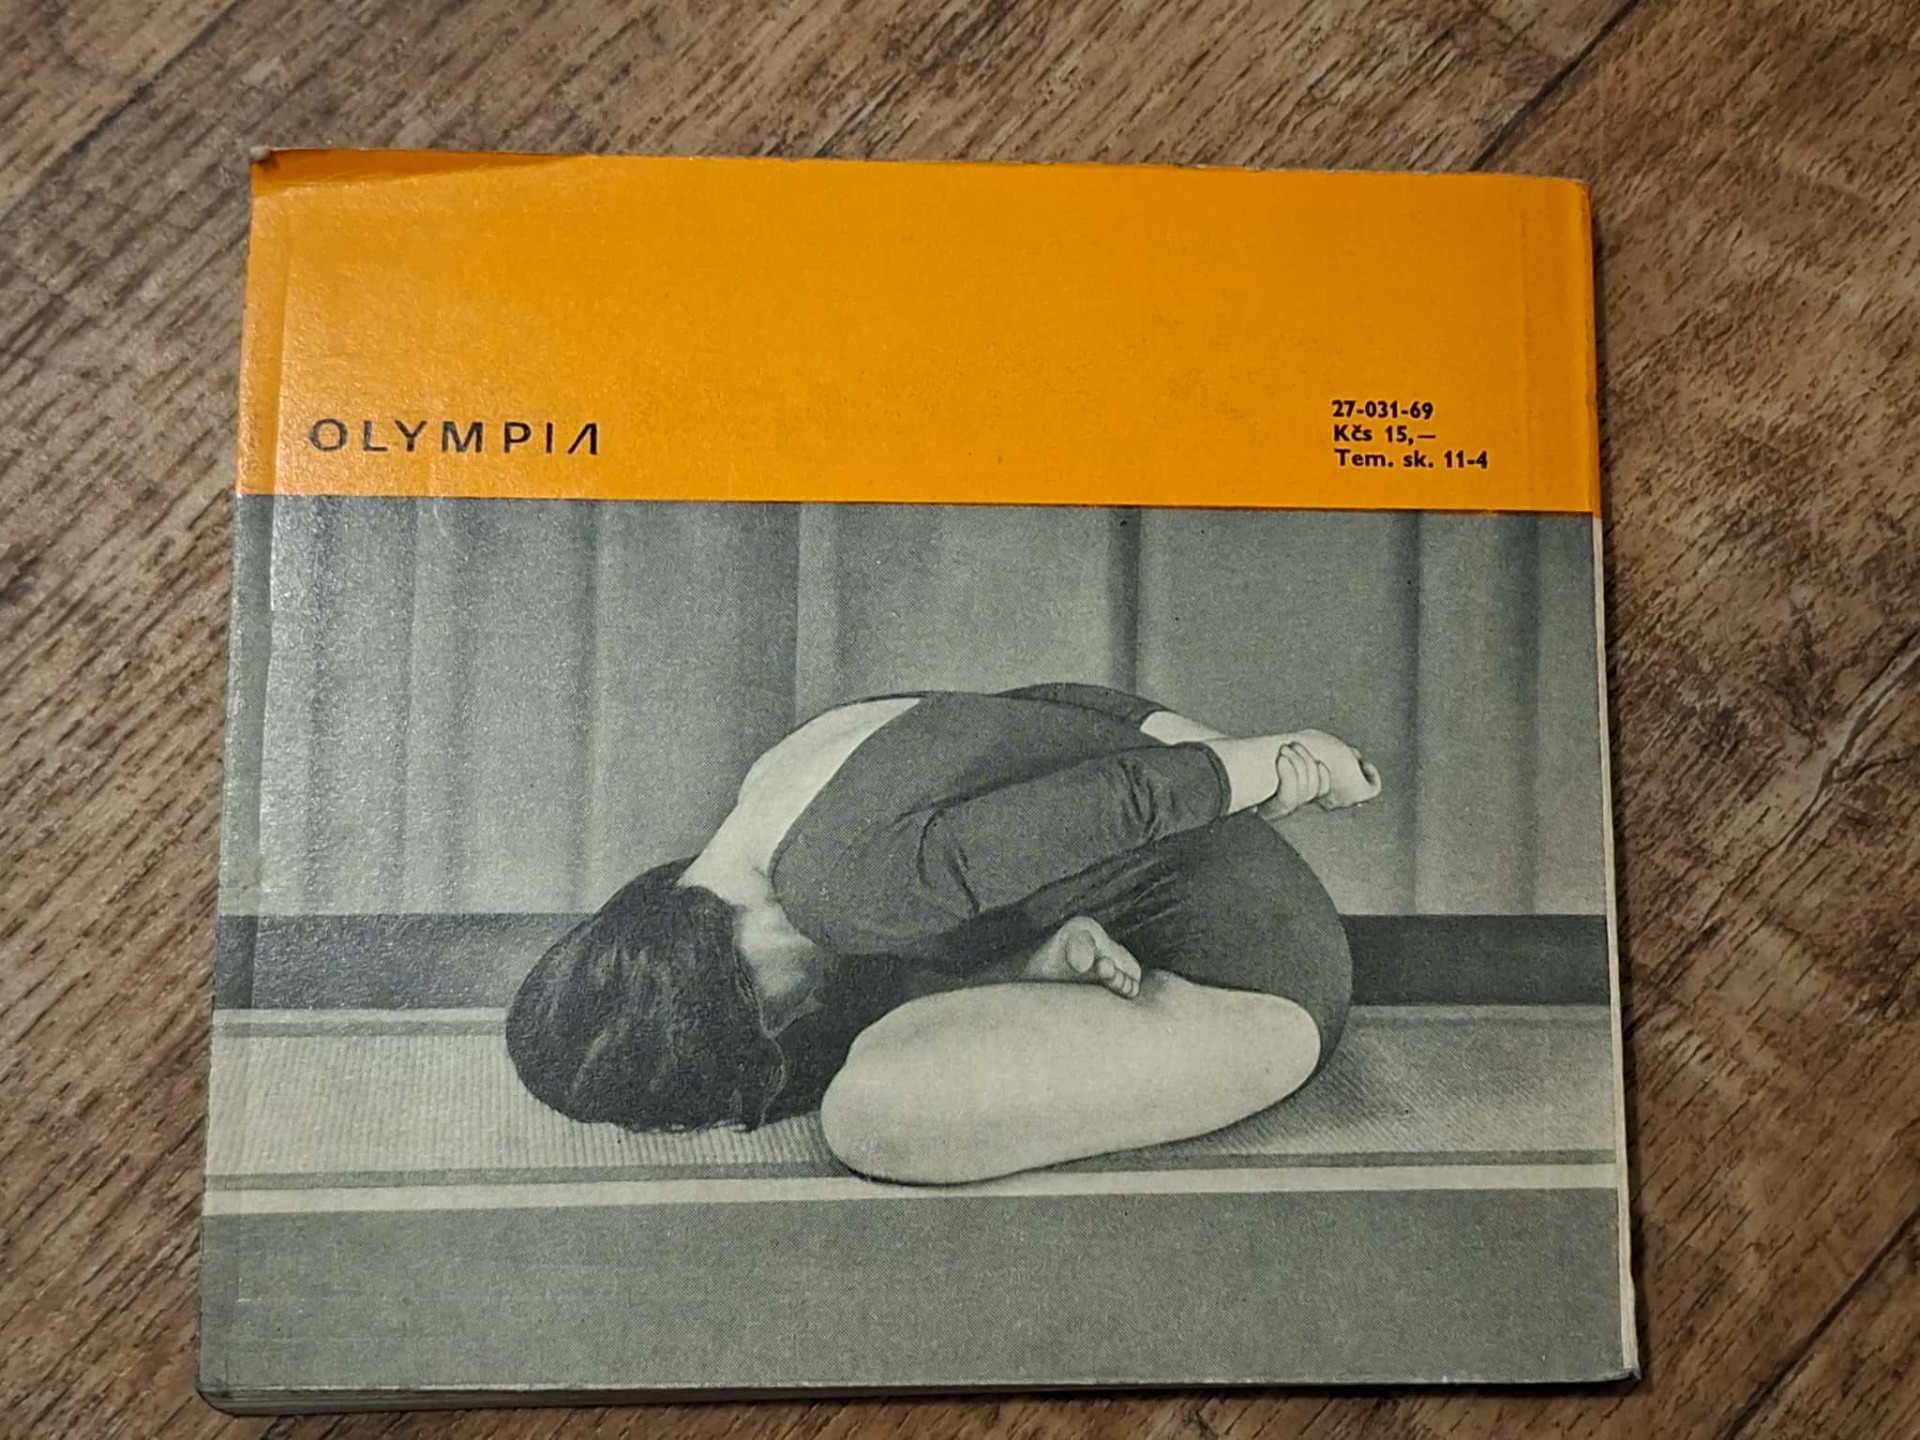 OLYMPIA
27-031-69
Kčs 15,—
Tem. sk. 11-4